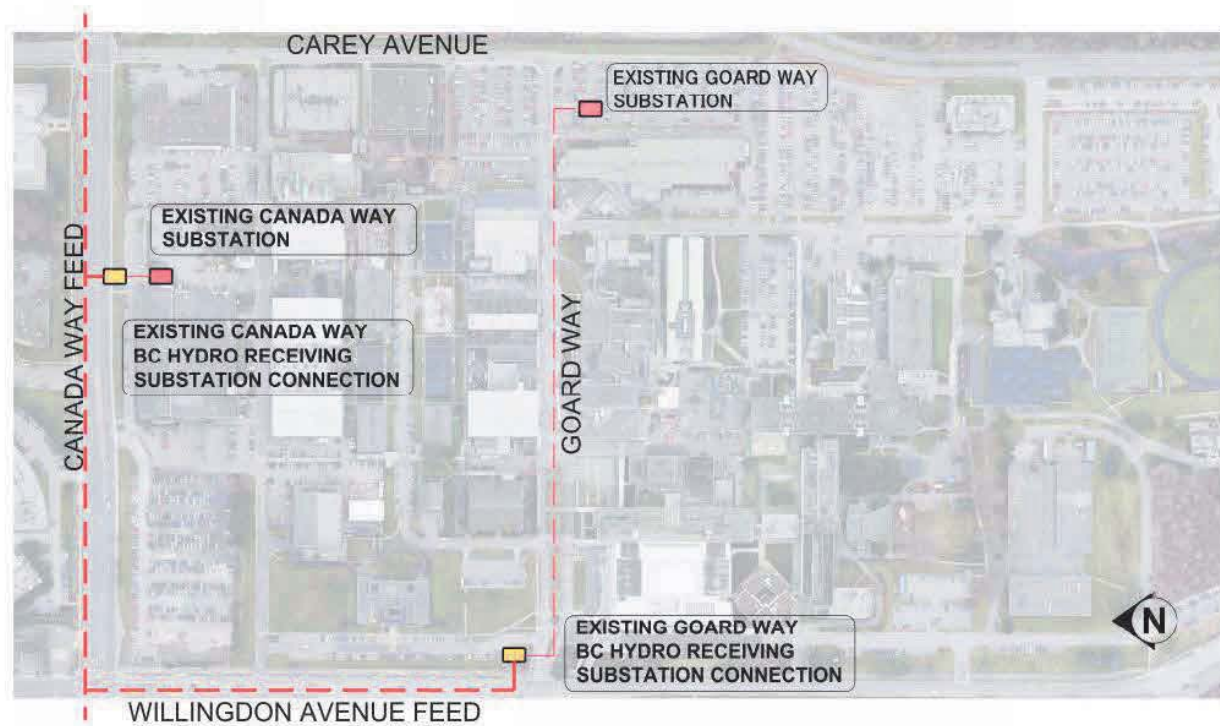 CAREY AVENUE
EXISTING GOARD WAY
SUBSTATION
EXISTING CANADA WAY
SUBSTATION
CANADA WAY FEED
EXISTING CANADA WAY
BC HYDRO RECEIVING
SUBSTATION CONNECTION
GOARD WAY
EXISTING GOARD WAY
BC HYDRO RECEIVING
SUBSTATION CONNECTION
N
WILLINGDON AVENUE FEED